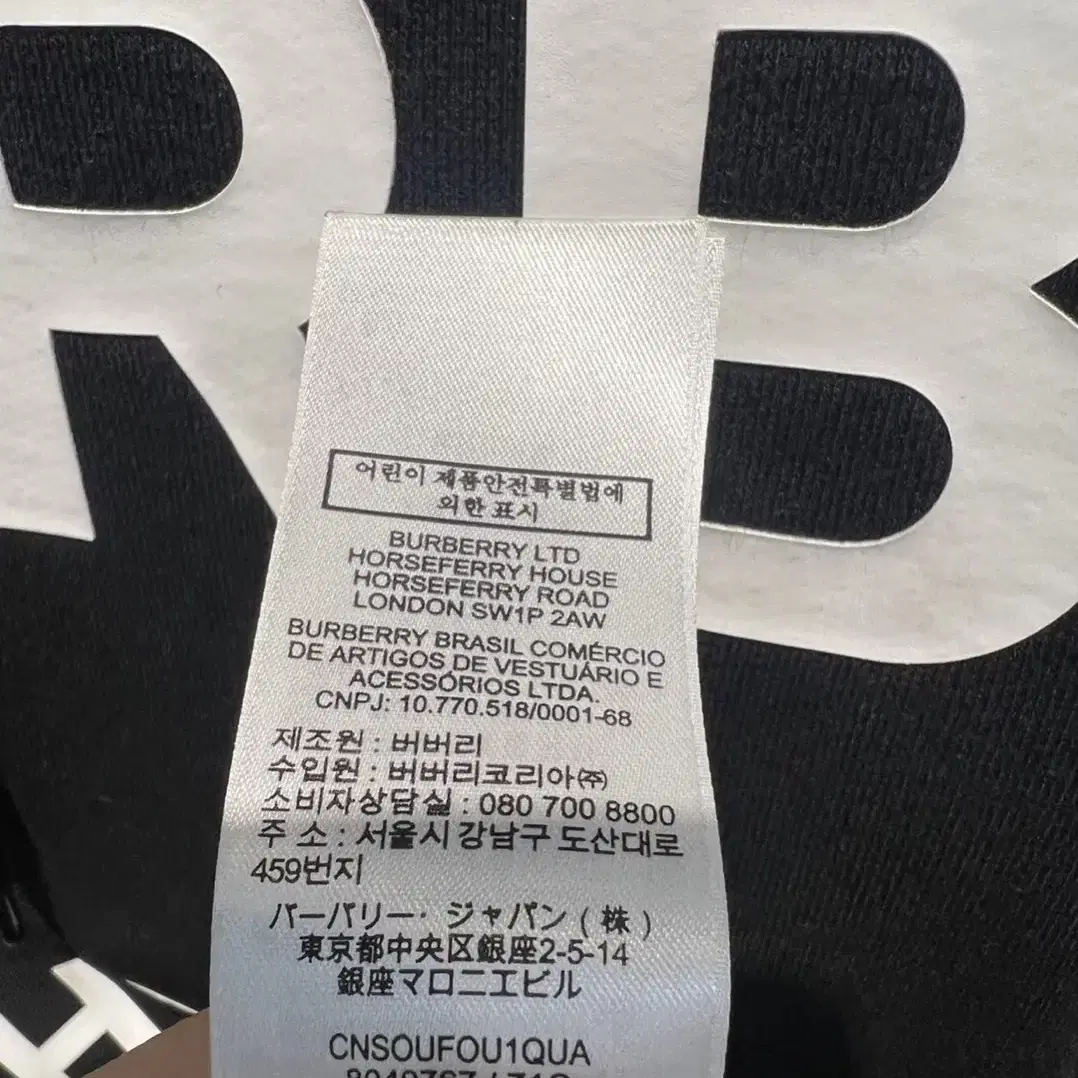 RB
어린이 제품안전특별법에
의한 표시
BURBERRY LTD
HORSEFERRY HOUSE
HORSEFERRY ROAD
LONDON SW1P 2AW
BURBERRY BRASIL COMÉRCIO
DE ARTIGOS DE VESTUÁRIO E
ACESSÓRIOS LTDA.
CNPJ: 10.770.518/0001-68
제조원 : 버버리
수입원 : 버버리코리아㈜
소비자상담실 : 080 700 8800
주 소 : 서울시 강남구 도산대로
459번지
バーバリー・ジャパン ( 株 )
東京都中央区銀座2-5-14
銀座マロニエビル
CNSOUFOU1QUA